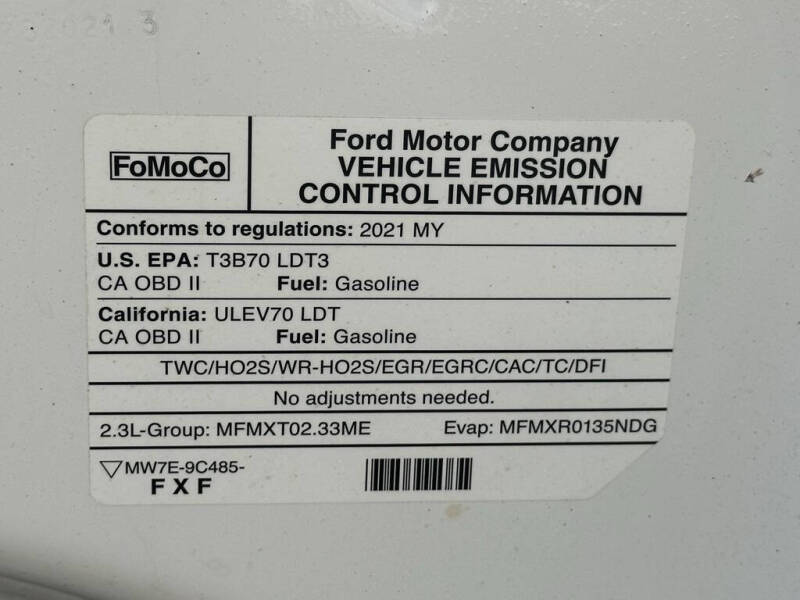 FoMoCo
Ford Motor Company
VEHICLE EMISSION
CONTROL INFORMATION
Conforms to regulations: 2021 MY
U.S. EPA: T3B70 LDT3
CA OBD II Fuel: Gasoline
California: ULEV70 LDT
CA OBD II Fuel: Gasoline
TWC/HO2S/WR-HO2S/EGR/EGRC/CAC/TC/DFI
No adjustments needed.
2.3L-Group: MFMXT02.33ME Evap: MFMXR0135NDG
MW7E-9C485-
F X F